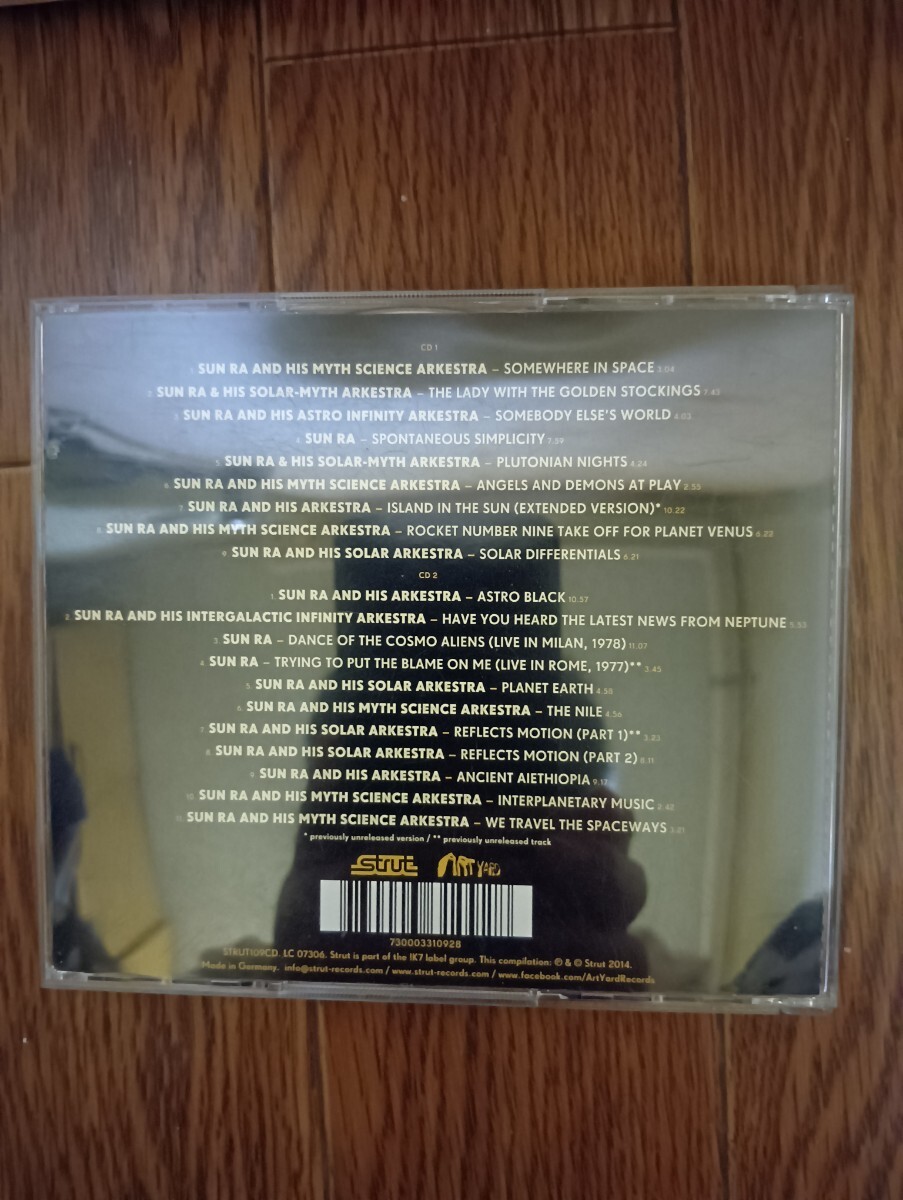 CD 1
1. SUN RA AND HIS MYTH SCIENCE ARKESTRA – SOMEWHERE IN SPACE 3.04
2. SUN RA & HIS SOLAR-MYTH ARKESTRA – THE LADY WITH THE GOLDEN STOCKINGS 7.43
3. SUN RA AND HIS ASTRO INFINITY ARKESTRA – SOMEBODY ELSE'S WORLD 4.03
4. SUN RA – SPONTANEOUS SIMPLICITY 7.59
5. SUN RA & HIS SOLAR-MYTH ARKESTRA – PLUTONIAN NIGHTS 4.24
6. SUN RA AND HIS MYTH SCIENCE ARKESTRA – ANGELS AND DEMONS AT PLAY 2.55
7. SUN RA AND HIS ARKESTRA – ISLAND IN THE SUN (EXTENDED VERSION)* 10.22
8. SUN RA AND HIS MYTH SCIENCE ARKESTRA – ROCKET NUMBER NINE TAKE OFF FOR PLANET VENUS 6.22
9. SUN RA AND HIS SOLAR ARKESTRA – SOLAR DIFFERENTIALS 6.21
CD 2
1. SUN RA AND HIS ARKESTRA – ASTRO BLACK 10.57
2. SUN RA AND HIS INTERGALACTIC INFINITY ARKESTRA – HAVE YOU HEARD THE LATEST NEWS FROM NEPTUNE 5.53
3. SUN RA – DANCE OF THE COSMO ALIENS (LIVE IN MILAN, 1978) 11.07
4. SUN RA – TRYING TO PUT THE BLAME ON ME (LIVE IN ROME, 1977)** 3.45
5. SUN RA AND HIS SOLAR ARKESTRA – PLANET EARTH 4.58
6. SUN RA AND HIS MYTH SCIENCE ARKESTRA – THE NILE 4.56
7. SUN RA AND HIS SOLAR ARKESTRA – REFLECTS MOTION (PART 1)** 3.23
8. SUN RA AND HIS SOLAR ARKESTRA – REFLECTS MOTION (PART 2) 8.11
9. SUN RA AND HIS ARKESTRA – ANCIENT AIETHIOPIA 9.17
10. SUN RA AND HIS MYTH SCIENCE ARKESTRA – INTERPLANETARY MUSIC 2.42
11. SUN RA AND HIS MYTH SCIENCE ARKESTRA – WE TRAVEL THE SPACEWAYS 3.21
* previously unreleased version / ** previously unreleased track
Strut ART YARD
730003310928
STRUT109CD. LC 07306. Strut is part of the !K7 label group. This compilation: ℗ & © Strut 2014.
Made in Germany. info@strut-records.com / www.strut-records.com / www.facebook.com/ArtYardRecords